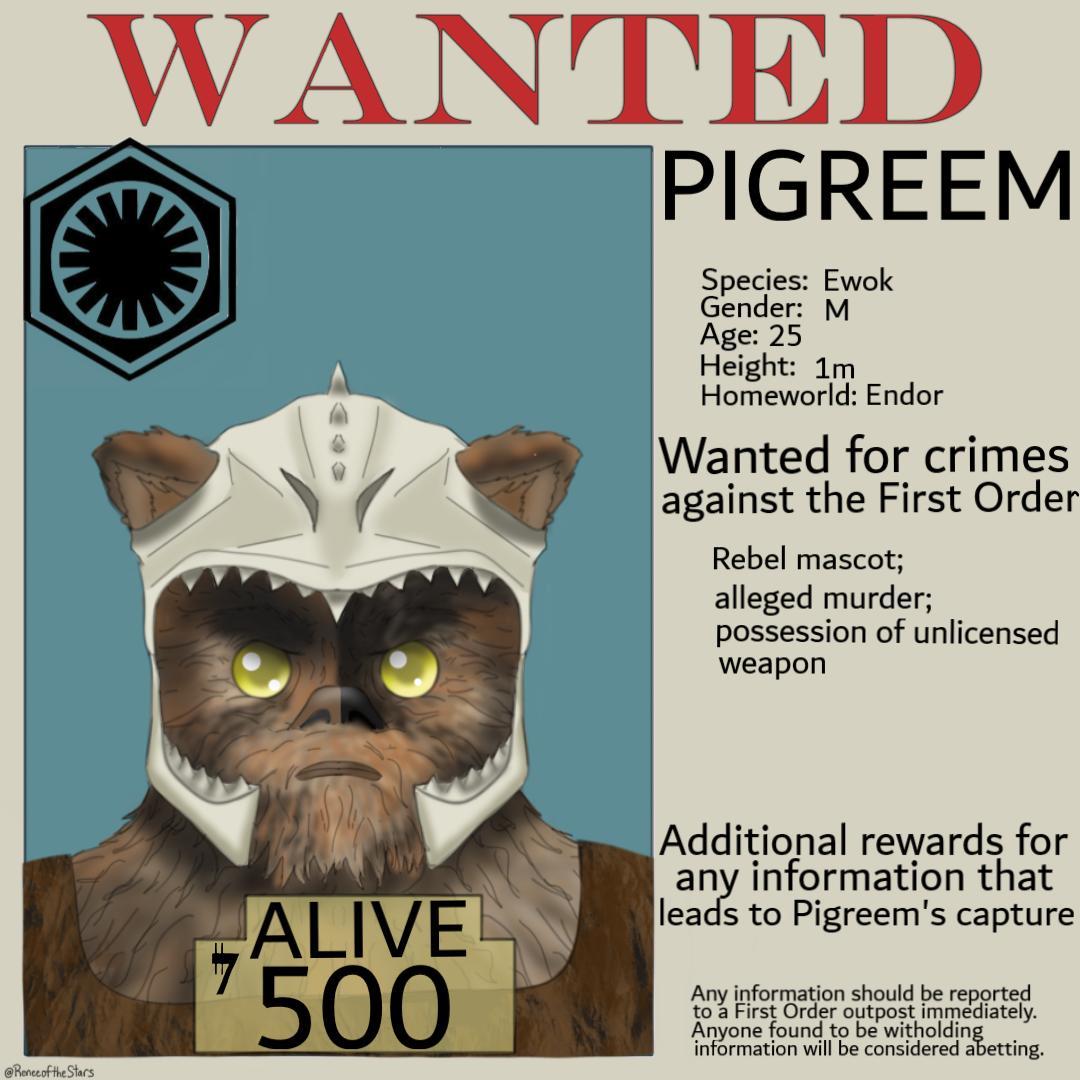 WANTED
PIGREEM
Species: Ewok
Gender: M
Age: 25
Height: 1m
Homeworld: Endor
Wanted for crimes
against the First Order
Rebel mascot;
alleged murder;
possession of unlicensed
weapon
Additional rewards for
any information that
leads to Pigreem's capture
ALIVE
500
Any information should be reported
to a First Order outpost immediately.
Anyone found to be witholding
information will be considered abetting.
@ReneeoftheStars